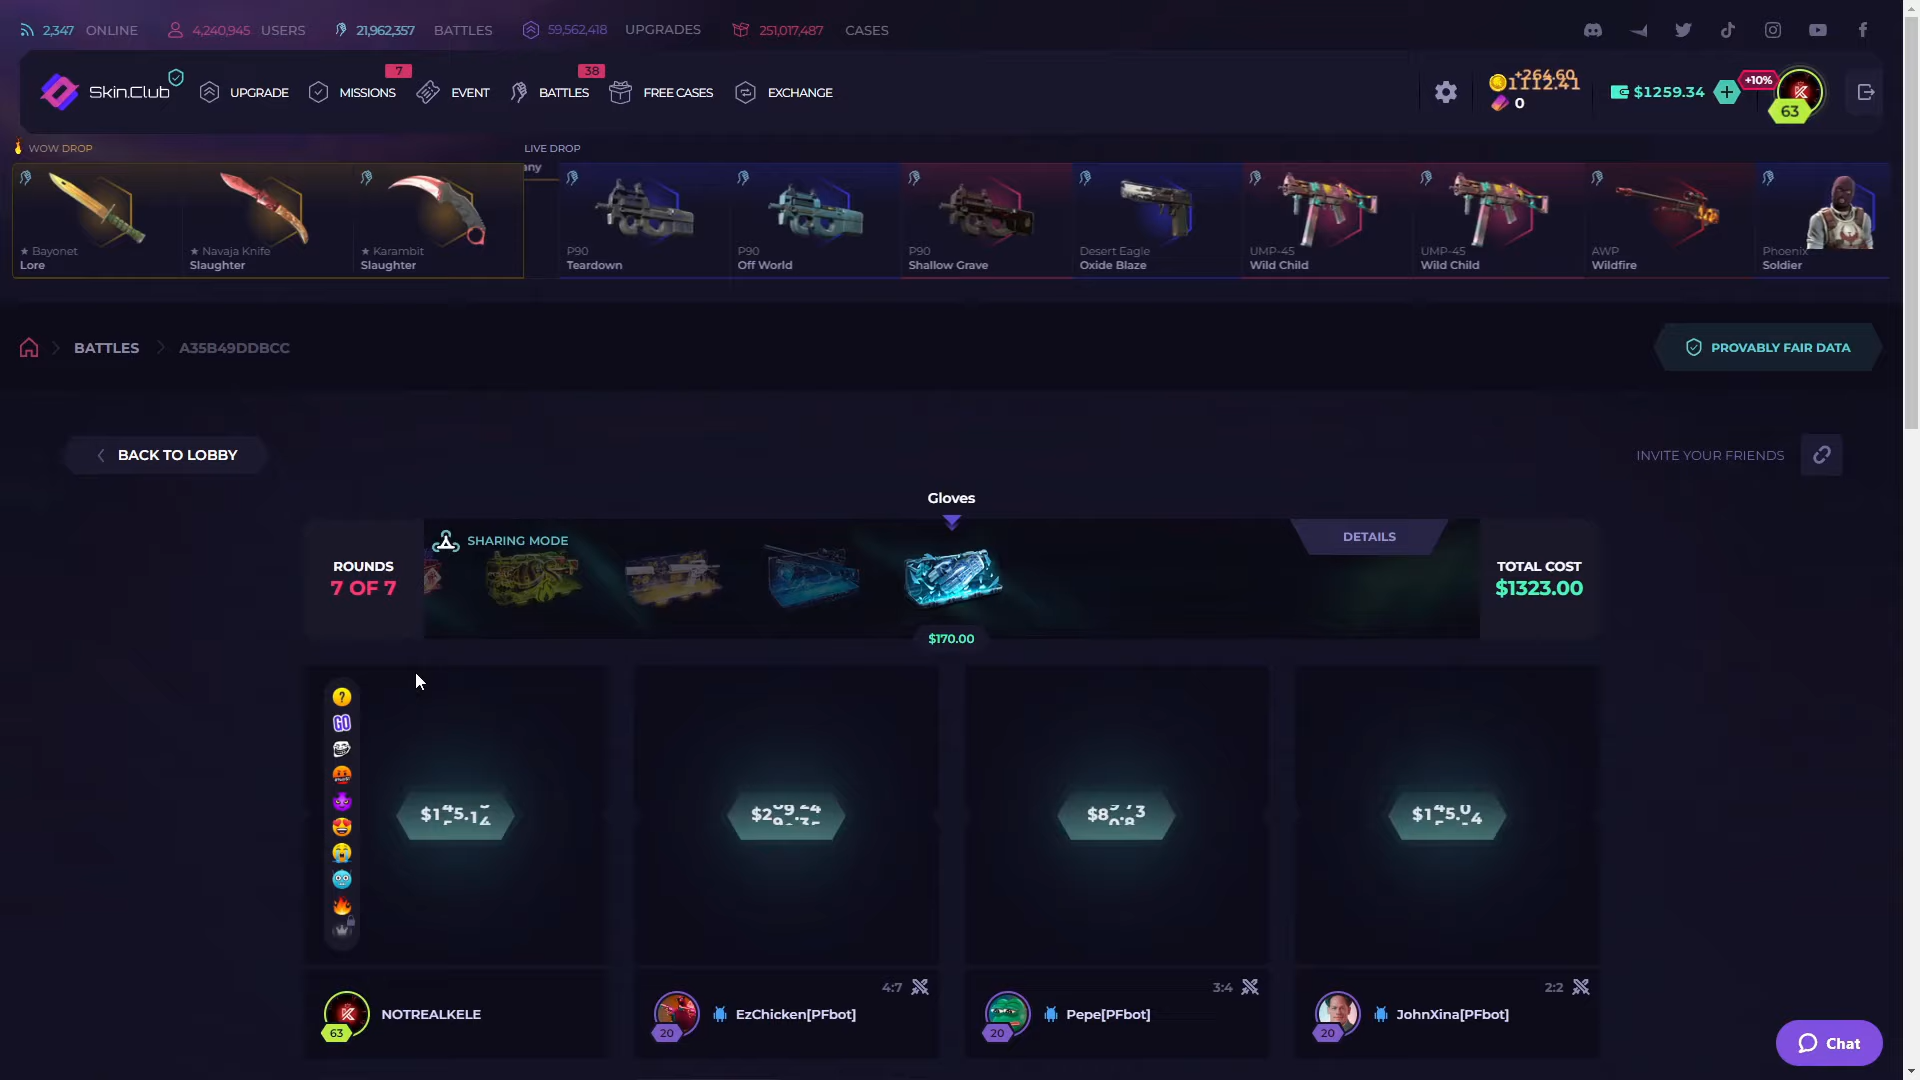 2,347 ONLINE 4,240,945 USERS 21,962,357 BATTLES 59,562,418 UPGRADES 251,017,487 CASES
Skin.Club UPGRADE 7 MISSIONS EVENT 38 BATTLES FREE CASES EXCHANGE
+264.60
0
$1259.34
+10%
63
WOW DROP
LIVE DROP
★ Bayonet
Lore
★ Navaja Knife
Slaughter
★ Karambit
Slaughter
P90
Teardown
P90
Off World
P90
Shallow Grave
Desert Eagle
Oxide Blaze
UMP-45
Wild Child
UMP-45
Wild Child
AWP
Wildfire
Phoenix
Soldier
BATTLES A35B49DDBCC
PROVABLY FAIR DATA
BACK TO LOBBY
INVITE YOUR FRIENDS
Gloves
SHARING MODE
DETAILS
ROUNDS
7 OF 7
TOTAL COST
$1323.00
$170.00
GO
NOTREALKELE
63
4:7
EzChicken[PFbot]
20
3:4
Pepe[PFbot]
20
2:2
JohnXina[PFbot]
20
Chat